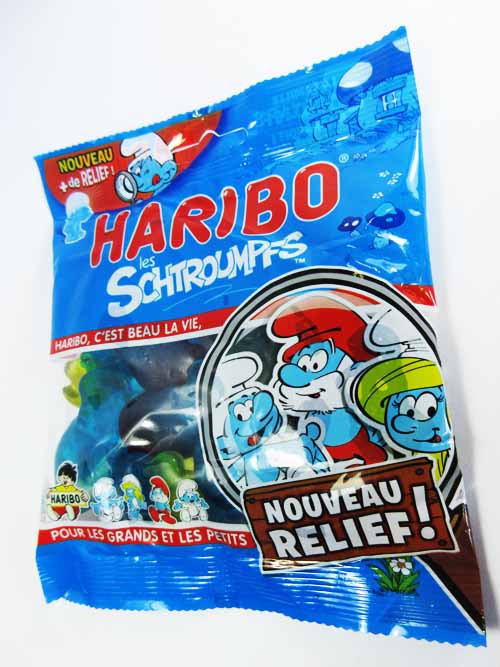 NOUVEAU
+ de RELIEF !
HARIBO ®
les
SCHTROUMPFS ™
HARIBO, C'EST BEAU LA VIE,
HARIBO
POUR LES GRANDS ET LES PETITS
NOUVEAU
RELIEF !